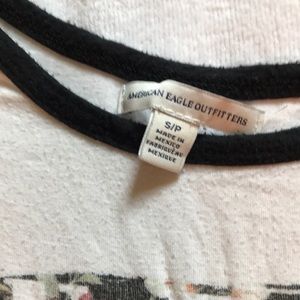 AMERICAN EAGLE OUTFITTERS
S/P
MADE IN
MEXICO
FABRIQUÉ AU
MEXIQUE